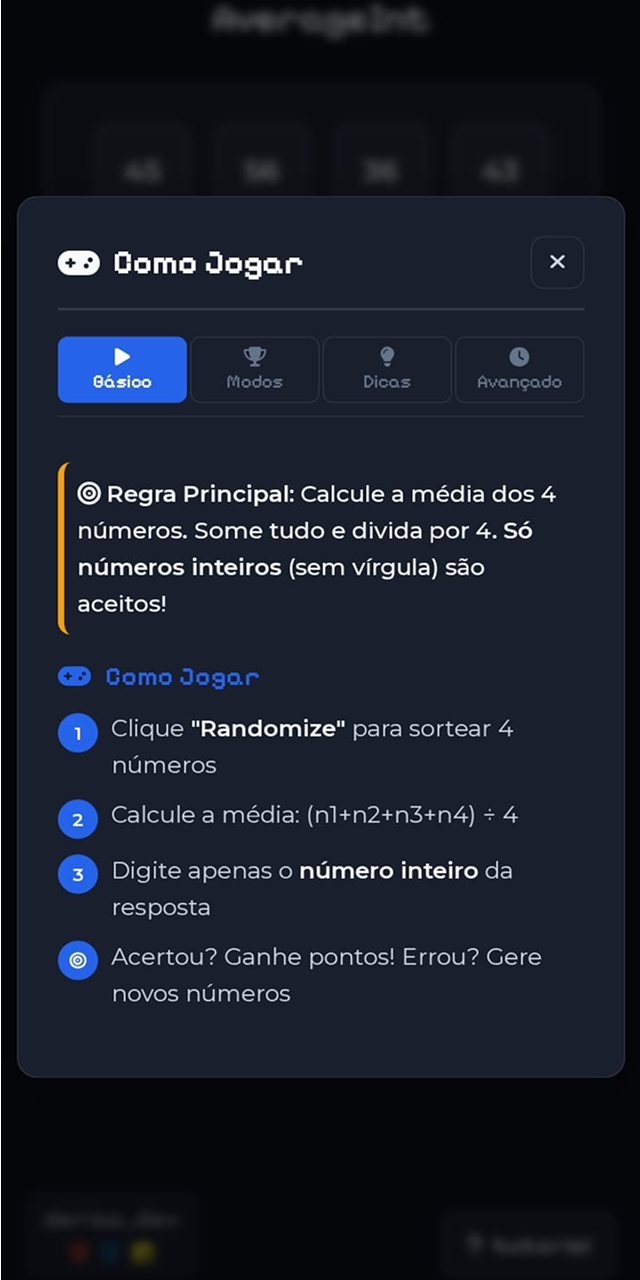 AverageInt
45 56 36 43
Como Jogar
Básico Modos Dicas Avançado
Regra Principal: Calcule a média dos 4
números. Some tudo e divida por 4. Só
números inteiros (sem vírgula) são
aceitos!
Como Jogar
1 Clique "Randomize" para sortear 4
números
2 Calcule a média: (n1+n2+n3+n4) ÷ 4
3 Digite apenas o número inteiro da
resposta
Acertou? Ganhe pontos! Errou? Gere
novos números